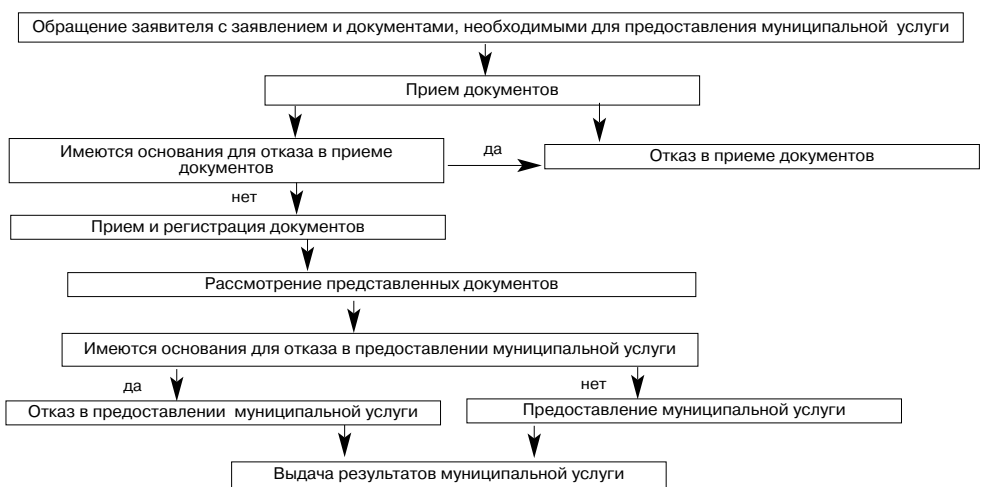 Обращение заявителя с заявлением и документами, необходимыми для предоставления муниципальной услуги
Прием документов
Имеются основания для отказа в приеме
документов
да
Отказ в приеме документов
нет
Прием и регистрация документов
Рассмотрение представленных документов
Имеются основания для отказа в предоставлении муниципальной услуги
да
нет
Отказ в предоставлении муниципальной услуги
Предоставление муниципальной услуги
Выдача результатов муниципальной услуги